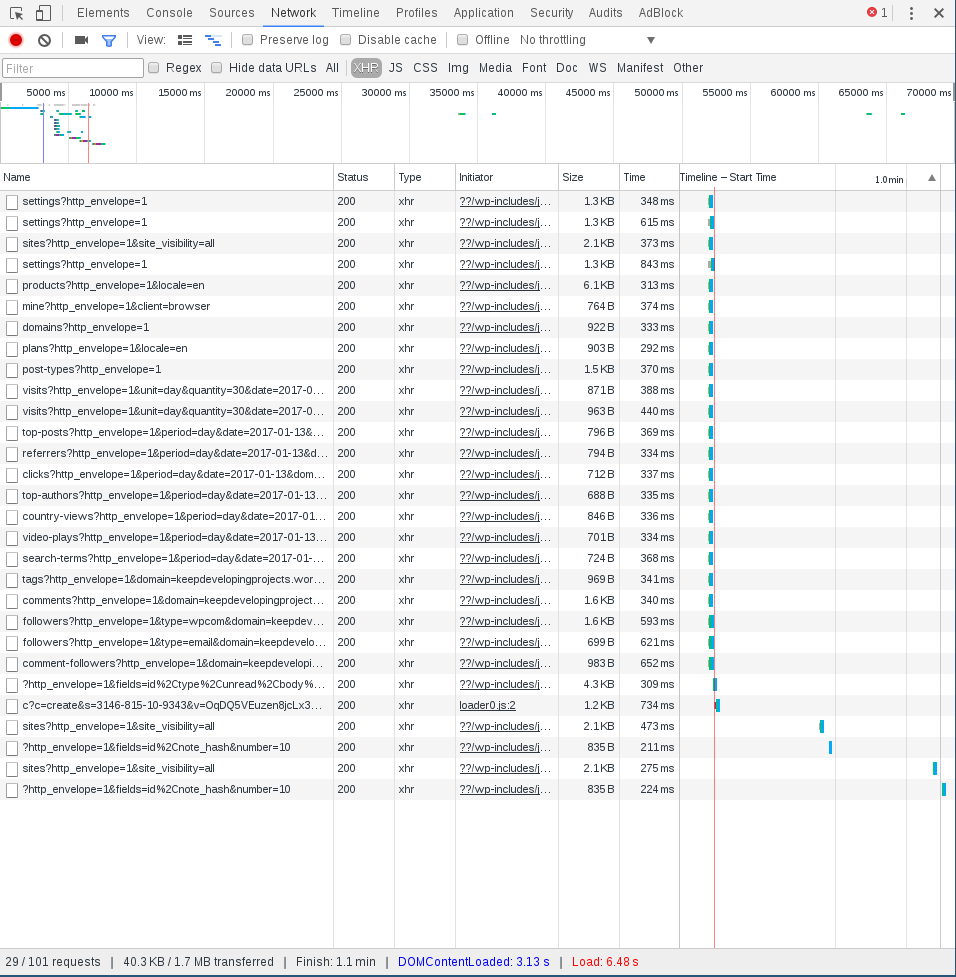 Elements Console Sources Network Timeline Profiles Application Security Audits AdBlock 1
View: Preserve log Disable cache Offline No throttling
Filter Regex Hide data URLs All XHR JS CSS Img Media Font Doc WS Manifest Other
5000 ms 10000 ms 15000 ms 20000 ms 25000 ms 30000 ms 35000 ms 40000 ms 45000 ms 50000 ms 55000 ms 60000 ms 65000 ms 70000 ms
Name Status Type Initiator Size Time Timeline – Start Time 1.0 min
settings?http_envelope=1 200 xhr ??/wp-includes/j… 1.3 KB 348 ms
settings?http_envelope=1 200 xhr ??/wp-includes/j… 1.3 KB 615 ms
sites?http_envelope=1&site_visibility=all 200 xhr ??/wp-includes/j… 2.1 KB 373 ms
settings?http_envelope=1 200 xhr ??/wp-includes/j… 1.3 KB 843 ms
products?http_envelope=1&locale=en 200 xhr ??/wp-includes/j… 6.1 KB 313 ms
mine?http_envelope=1&client=browser 200 xhr ??/wp-includes/j… 764 B 374 ms
domains?http_envelope=1 200 xhr ??/wp-includes/j… 922 B 333 ms
plans?http_envelope=1&locale=en 200 xhr ??/wp-includes/j… 903 B 292 ms
post-types?http_envelope=1 200 xhr ??/wp-includes/j… 1.5 KB 370 ms
visits?http_envelope=1&unit=day&quantity=30&date=2017-0… 200 xhr ??/wp-includes/j… 871 B 388 ms
visits?http_envelope=1&unit=day&quantity=30&date=2017-0… 200 xhr ??/wp-includes/j… 963 B 440 ms
top-posts?http_envelope=1&period=day&date=2017-01-13&… 200 xhr ??/wp-includes/j… 796 B 369 ms
referrers?http_envelope=1&period=day&date=2017-01-13&d… 200 xhr ??/wp-includes/j… 794 B 334 ms
clicks?http_envelope=1&period=day&date=2017-01-13&dom… 200 xhr ??/wp-includes/j… 712 B 337 ms
top-authors?http_envelope=1&period=day&date=2017-01-13… 200 xhr ??/wp-includes/j… 688 B 335 ms
country-views?http_envelope=1&period=day&date=2017-01… 200 xhr ??/wp-includes/j… 846 B 336 ms
video-plays?http_envelope=1&period=day&date=2017-01-13… 200 xhr ??/wp-includes/j… 701 B 334 ms
search-terms?http_envelope=1&period=day&date=2017-01-… 200 xhr ??/wp-includes/j… 724 B 368 ms
tags?http_envelope=1&domain=keepdevelopingprojects.wor… 200 xhr ??/wp-includes/j… 969 B 341 ms
comments?http_envelope=1&domain=keepdevelopingproject… 200 xhr ??/wp-includes/j… 1.6 KB 340 ms
followers?http_envelope=1&type=wpcom&domain=keepdev… 200 xhr ??/wp-includes/j… 1.6 KB 593 ms
followers?http_envelope=1&type=email&domain=keepdevelo… 200 xhr ??/wp-includes/j… 699 B 621 ms
comment-followers?http_envelope=1&domain=keepdevelopi… 200 xhr ??/wp-includes/j… 983 B 652 ms
?http_envelope=1&fields=id%2Ctype%2Cunread%2Cbody%… 200 xhr ??/wp-includes/j… 4.3 KB 309 ms
c?c=create&s=3146-815-10-9343&v=OqDQ5VEuzen8jcLx3… 200 xhr loader0.js:2 1.2 KB 734 ms
sites?http_envelope=1&site_visibility=all 200 xhr ??/wp-includes/j… 2.1 KB 473 ms
?http_envelope=1&fields=id%2Cnote_hash&number=10 200 xhr ??/wp-includes/j… 835 B 211 ms
sites?http_envelope=1&site_visibility=all 200 xhr ??/wp-includes/j… 2.1 KB 275 ms
?http_envelope=1&fields=id%2Cnote_hash&number=10 200 xhr ??/wp-includes/j… 835 B 224 ms
29 / 101 requests | 40.3 KB / 1.7 MB transferred | Finish: 1.1 min | DOMContentLoaded: 3.13 s | Load: 6.48 s